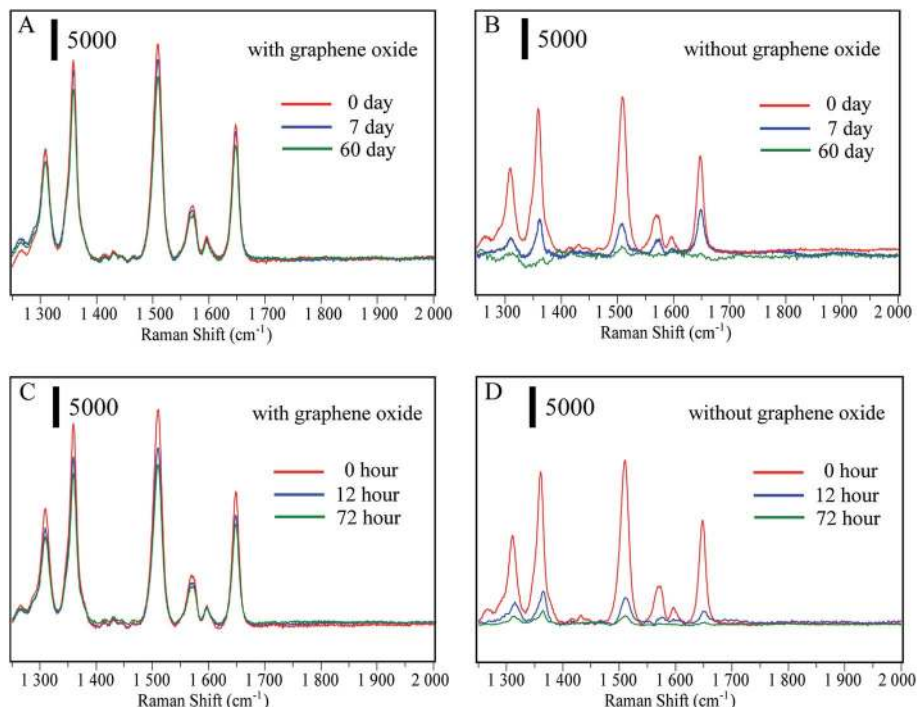 A
5000
with graphene oxide
0 day
7 day
60 day
1 300 1 400 1 500 1 600 1 700 1 800 1 900 2 000
Raman Shift (cm-1)
B
5000
without graphene oxide
0 day
7 day
60 day
1 300 1 400 1 500 1 600 1 700 1 800 1 900 2 000
Raman Shift (cm-1)
C
5000
with graphene oxide
0 hour
12 hour
72 hour
1 300 1 400 1 500 1 600 1 700 1 800 1 900 2 000
Raman Shift (cm-1)
D
5000
without graphene oxide
0 hour
12 hour
72 hour
1 300 1 400 1 500 1 600 1 700 1 800 1 900 2 000
Raman Shift (cm-1)